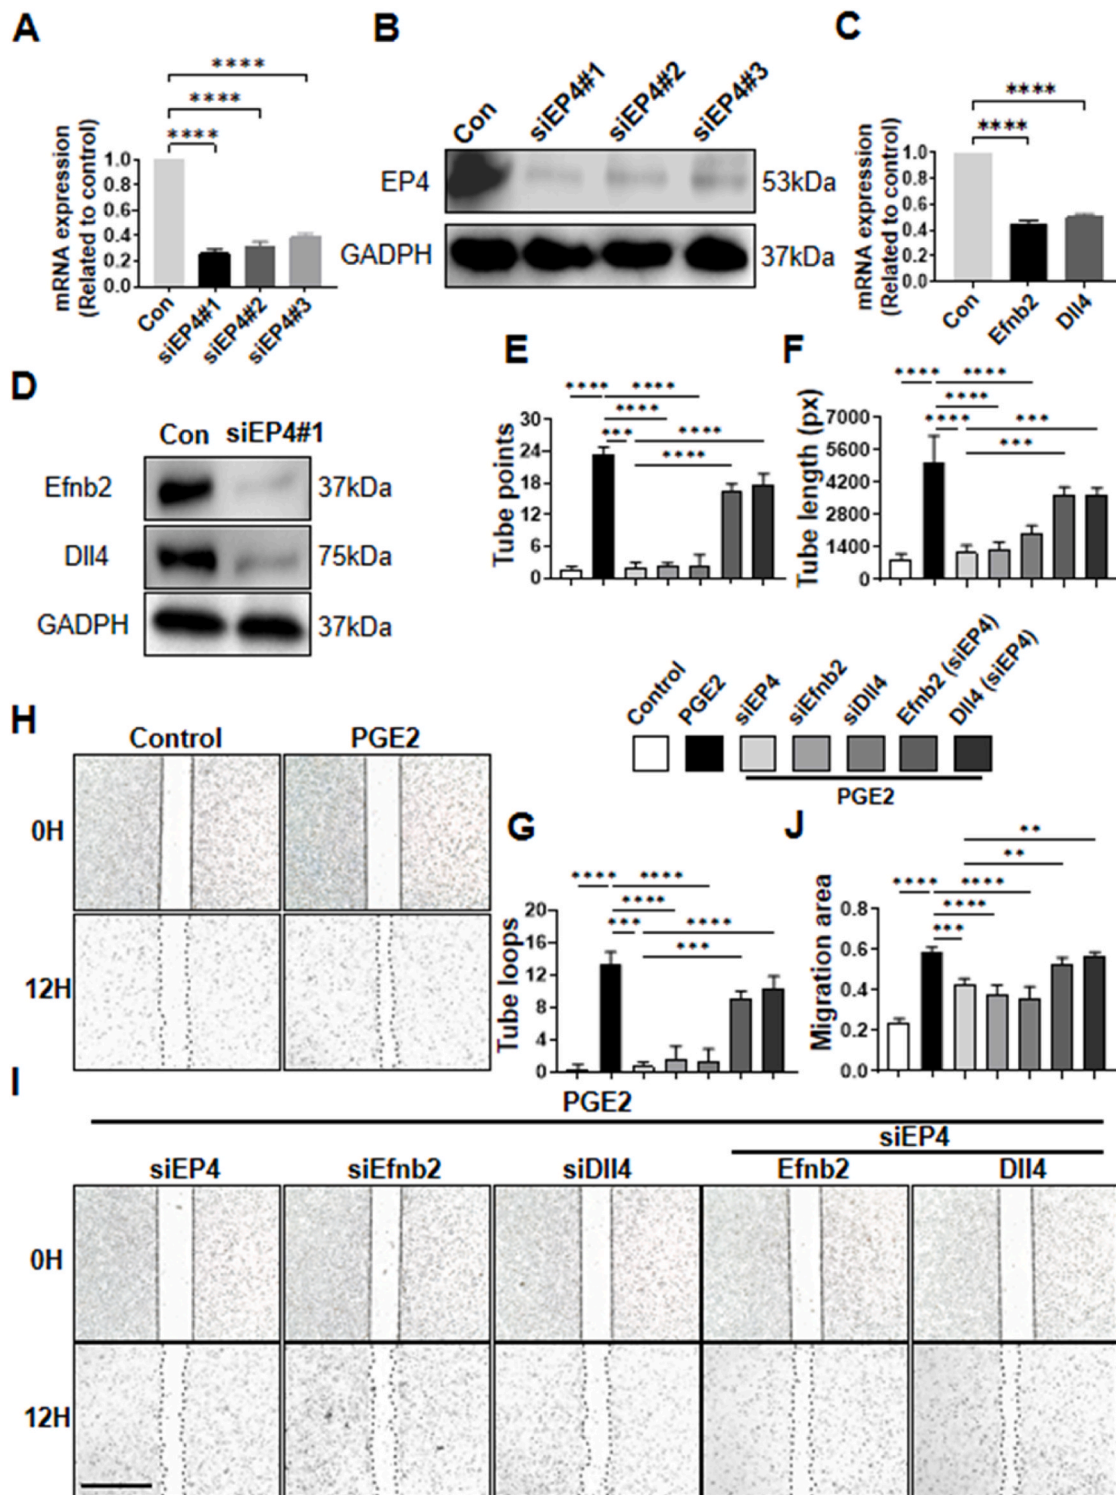 A
****
****
****
mRNA expression
(Related to control)
1.0
0.8
0.6
0.4
0.2
0.0
Con
siEP4#1
siEP4#2
siEP4#3
B
Con
siEP4#1
siEP4#2
siEP4#3
EP4
53kDa
GADPH
37kDa
C
****
****
mRNA expression
(Related to control)
1.0
0.8
0.6
0.4
0.2
0.0
Con
Efnb2
Dll4
D
Con siEP4#1
Efnb2
37kDa
Dll4
75kDa
GADPH
37kDa
E
**** ****
****
*** ****
****
Tube points
30
24
18
12
6
0
F
**** ****
****
**** ***
***
Tube length (px)
7000
5600
4200
2800
1400
0
Control
PGE2
siEP4
siEfnb2
siDll4
Efnb2 (siEP4)
Dll4 (siEP4)
PGE2
H
Control PGE2
0H
12H
G
**** ****
****
*** ****
***
Tube loops
20
16
12
8
4
0
J
**
**
**** ****
****
***
Migration area
0.8
0.6
0.4
0.2
0.0
I
PGE2
siEP4
siEP4 siEfnb2 siDll4 Efnb2 Dll4
0H
12H